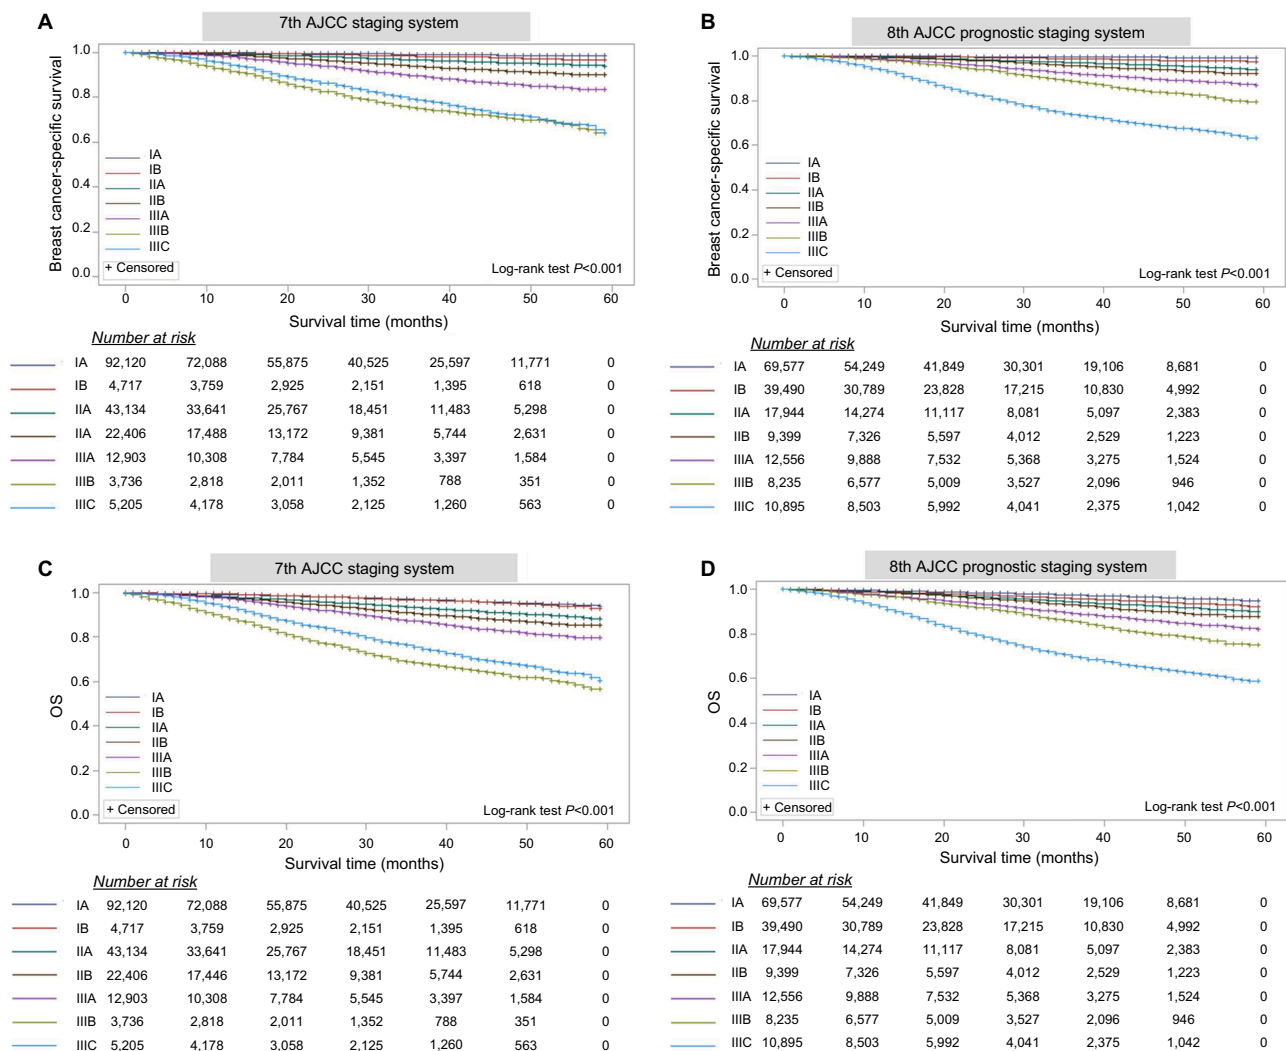 A
7th AJCC staging system
Breast cancer-specific survival
1.0
0.8
0.6
0.4
0.2
0.0
IA
IB
IIA
IIB
IIIA
IIIB
IIIC
+ Censored
Log-rank test P<0.001
0 10 20 30 40 50 60
Survival time (months)
Number at risk
IA 92,120 72,088 55,875 40,525 25,597 11,771 0
IB 4,717 3,759 2,925 2,151 1,395 618 0
IIA 43,134 33,641 25,767 18,451 11,483 5,298 0
IIA 22,406 17,488 13,172 9,381 5,744 2,631 0
IIIA 12,903 10,308 7,784 5,545 3,397 1,584 0
IIIB 3,736 2,818 2,011 1,352 788 351 0
IIIC 5,205 4,178 3,058 2,125 1,260 563 0
B
8th AJCC prognostic staging system
Breast cancer-specific survival
1.0
0.8
0.6
0.4
0.2
0.0
IA
IB
IIA
IIB
IIIA
IIIB
IIIC
+ Censored
Log-rank test P<0.001
0 10 20 30 40 50 60
Survival time (months)
Number at risk
IA 69,577 54,249 41,849 30,301 19,106 8,681 0
IB 39,490 30,789 23,828 17,215 10,830 4,992 0
IIA 17,944 14,274 11,117 8,081 5,097 2,383 0
IIB 9,399 7,326 5,597 4,012 2,529 1,223 0
IIIA 12,556 9,888 7,532 5,368 3,275 1,524 0
IIIB 8,235 6,577 5,009 3,527 2,096 946 0
IIIC 10,895 8,503 5,992 4,041 2,375 1,042 0
C
7th AJCC staging system
OS
1.0
0.8
0.6
0.4
0.2
0.0
IA
IB
IIA
IIB
IIIA
IIIB
IIIC
+ Censored
Log-rank test P<0.001
0 10 20 30 40 50 60
Survival time (months)
Number at risk
IA 92,120 72,088 55,875 40,525 25,597 11,771 0
IB 4,717 3,759 2,925 2,151 1,395 618 0
IIA 43,134 33,641 25,767 18,451 11,483 5,298 0
IIB 22,406 17,446 13,172 9,381 5,744 2,631 0
IIIA 12,903 10,308 7,784 5,545 3,397 1,584 0
IIIB 3,736 2,818 2,011 1,352 788 351 0
IIIC 5,205 4,178 3,058 2,125 1,260 563 0
D
8th AJCC prognostic staging system
OS
1.0
0.8
0.6
0.4
0.2
0.0
IA
IB
IIA
IIB
IIIA
IIIB
IIIC
+ Censored
Log-rank test P<0.001
0 10 20 30 40 50 60
Survival time (months)
Number at risk
IA 69,577 54,249 41,849 30,301 19,106 8,681 0
IB 39,490 30,789 23,828 17,215 10,830 4,992 0
IIA 17,944 14,274 11,117 8,081 5,097 2,383 0
IIB 9,399 7,326 5,597 4,012 2,529 1,223 0
IIIA 12,556 9,888 7,532 5,368 3,275 1,524 0
IIIB 8,235 6,577 5,009 3,527 2,096 946 0
IIIC 10,895 8,503 5,992 4,041 2,375 1,042 0